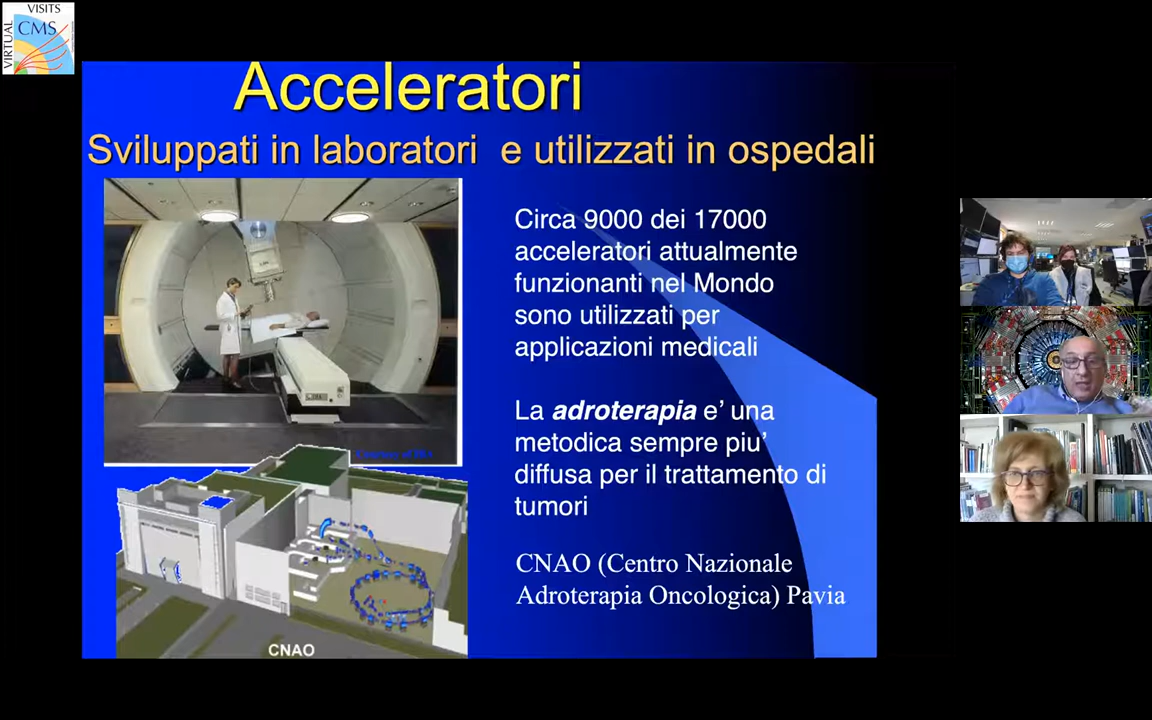 VISITS
VIRTUAL
CMS
Acceleratori
Sviluppati in laboratori e utilizzati in ospedali
Circa 9000 dei 17000
acceleratori attualmente
funzionanti nel Mondo
sono utilizzati per
applicazioni medicali
La adroterapia e’ una
metodica sempre piu’
diffusa per il trattamento di
tumori
CNAO (Centro Nazionale
Adroterapia Oncologica) Pavia
CNAO